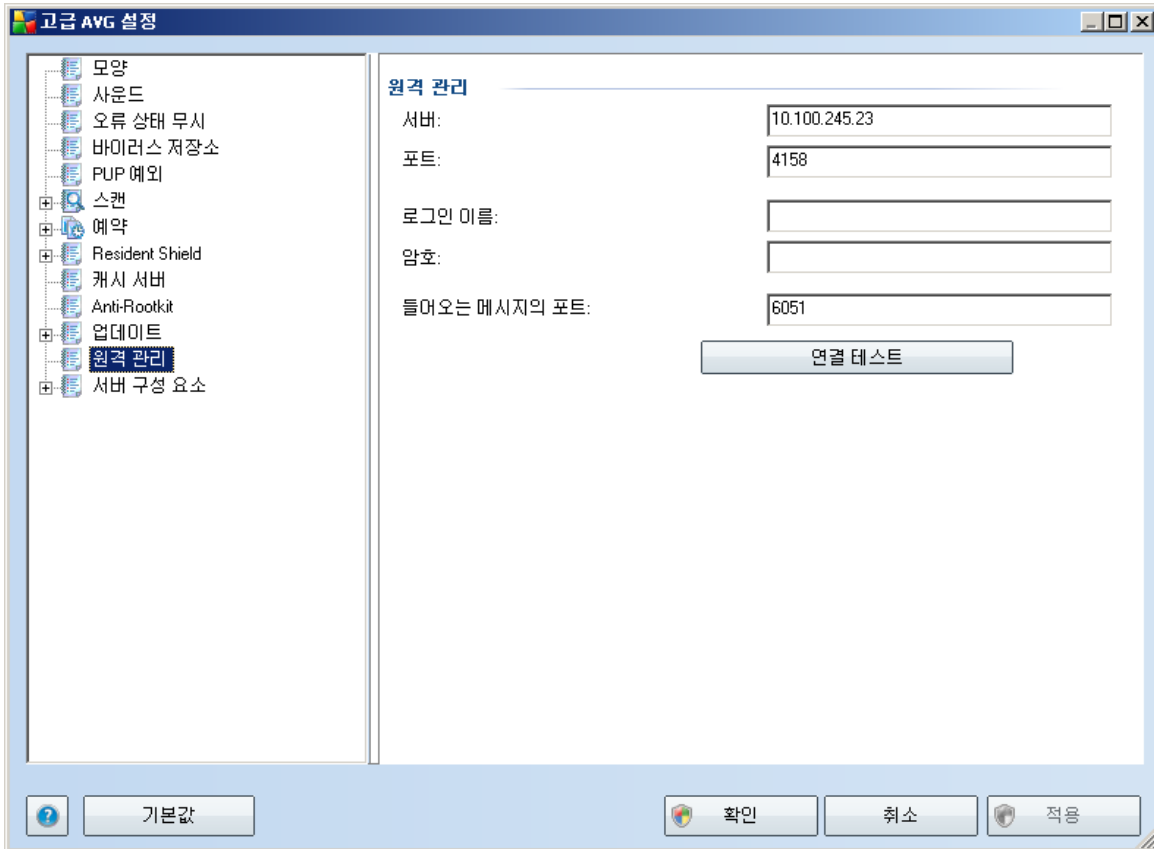 고급 AVG 설정
모양
사운드
오류 상태 무시
바이러스 저장소
PUP 예외
스캔
예약
Resident Shield
캐시 서버
Anti-Rootkit
업데이트
원격 관리
서버 구성 요소
원격 관리
서버: 10.100.245.23
포트: 4158
로그인 이름:
암호:
들어오는 메시지의 포트: 6051
연결 테스트
기본값
확인
취소
적용